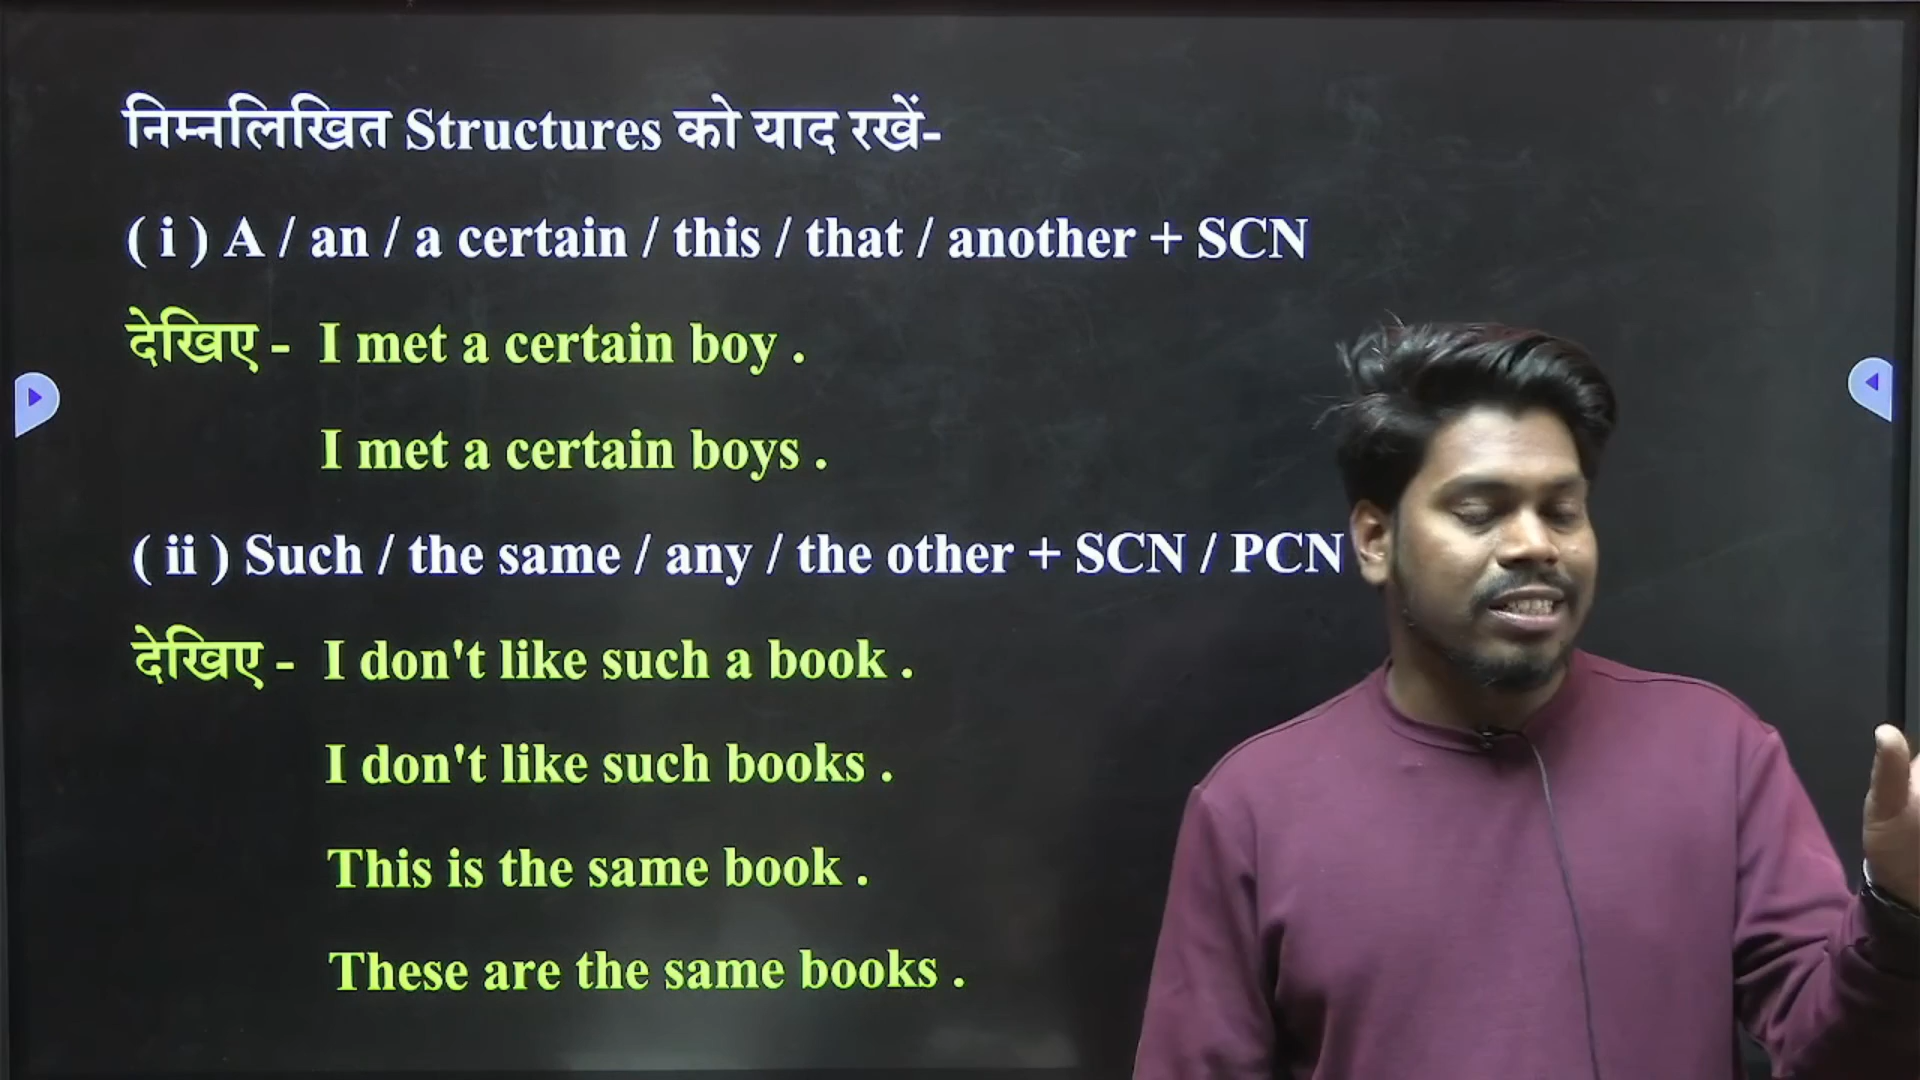 निम्नलिखित Structures को याद रखें-
( i ) A / an / a certain / this / that / another + SCN
देखिए - I met a certain boy .
I met a certain boys .
( ii ) Such / the same / any / the other + SCN / PCN
देखिए - I don't like such a book .
I don't like such books .
This is the same book .
These are the same books .